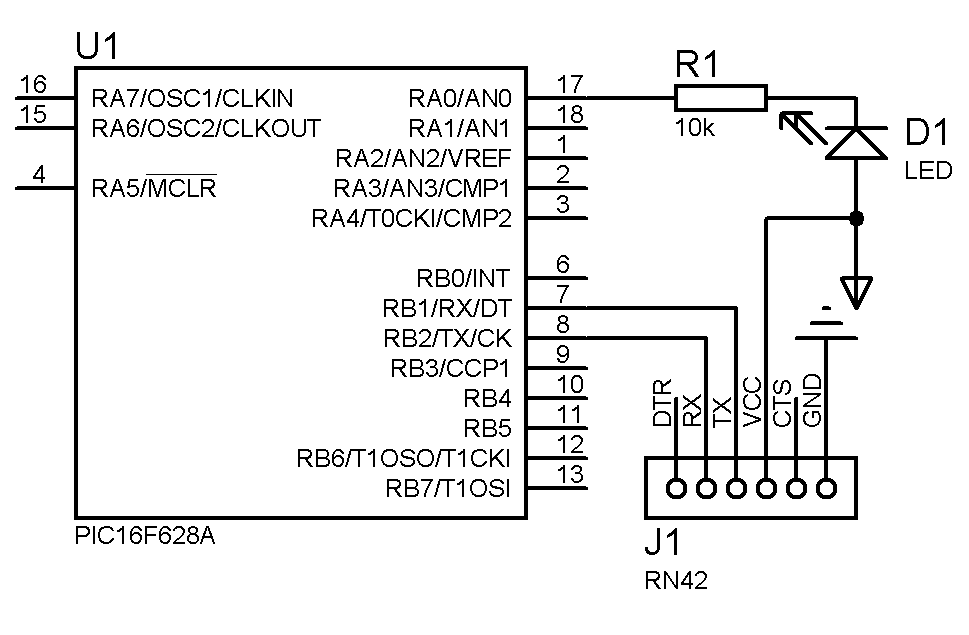 U1
16 RA7/OSC1/CLKIN RA0/AN0 17
15 RA6/OSC2/CLKOUT RA1/AN1 18
RA2/AN2/VREF 1
4 RA5/MCLR RA3/AN3/CMP1 2
RA4/T0CKI/CMP2 3
RB0/INT 6
RB1/RX/DT 7
RB2/TX/CK 8
RB3/CCP1 9
RB4 10
RB5 11
RB6/T1OSO/T1CKI 12
RB7/T1OSI 13
PIC16F628A
R1
10k
D1
LED
DTR
RX
TX
VCC
CTS
GND
J1
RN42